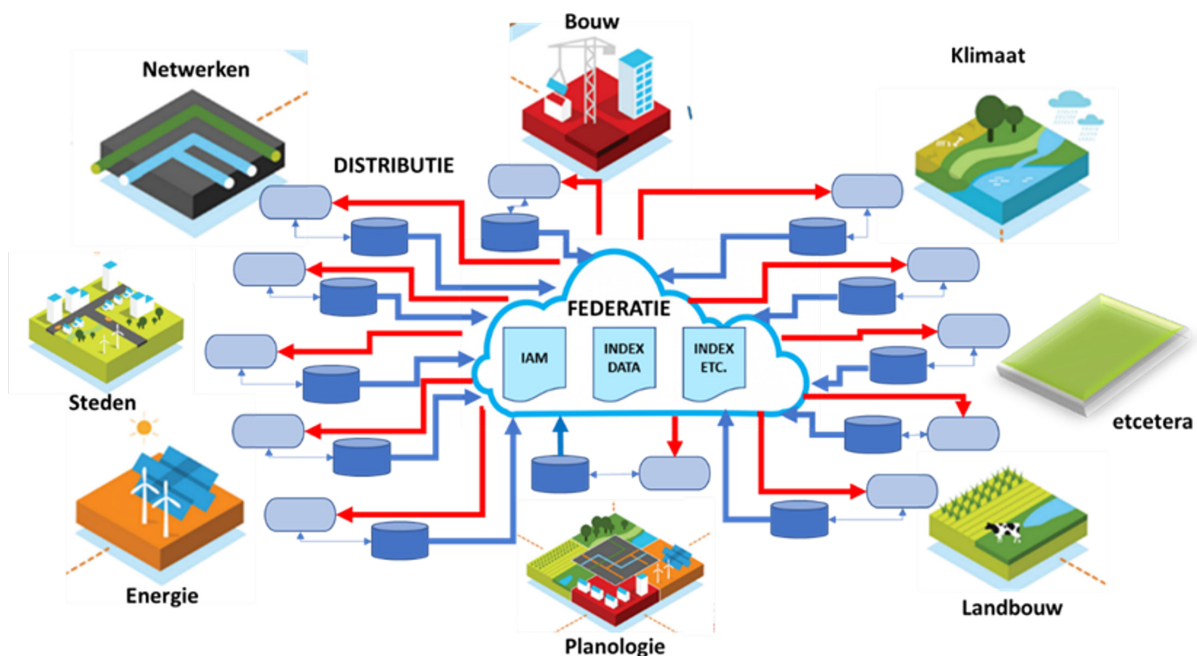 Bouw
Netwerken
Klimaat
DISTRIBUTIE
FEDERATIE
IAM
INDEX
DATA
INDEX
ETC.
Steden
etcetera
Energie
Planologie
Landbouw